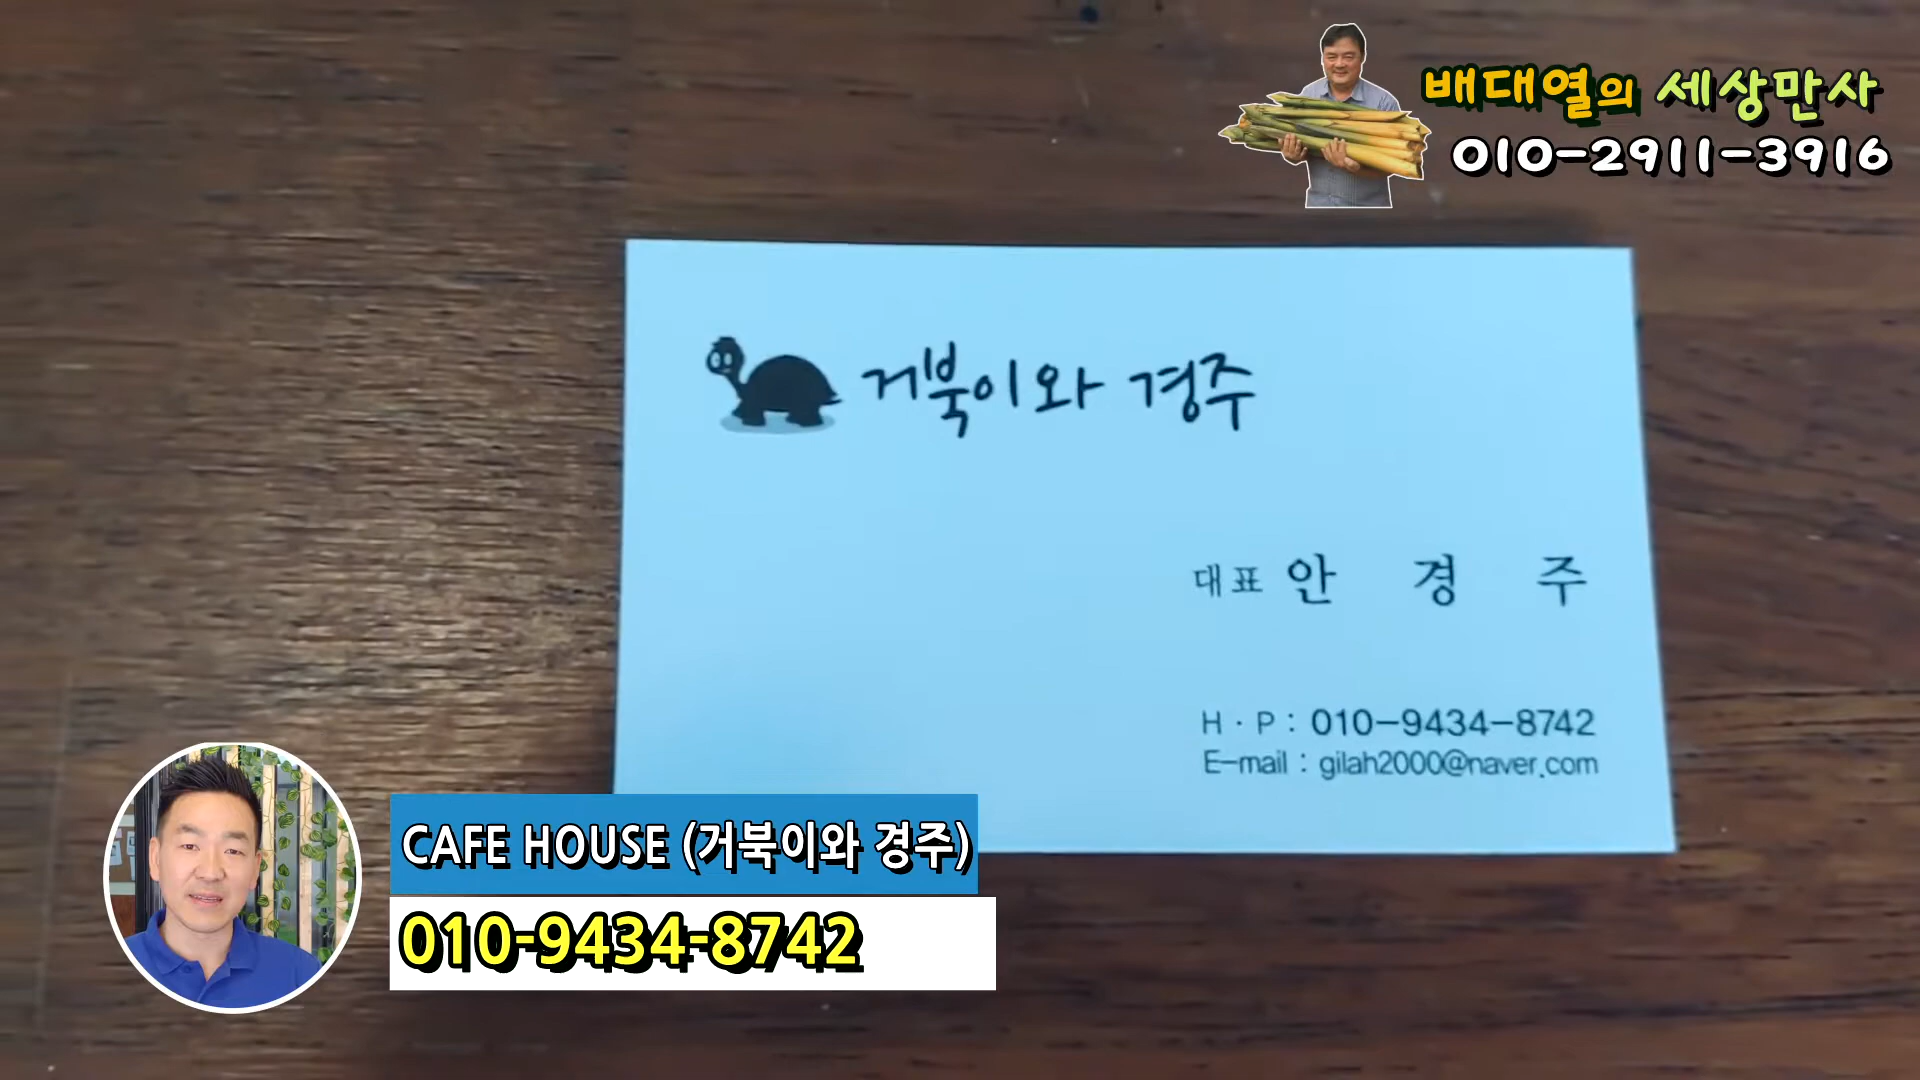 배대열의 세상만사
010-2911-3916
거북이와 경주
대표 안 경 주
H·P : 010-9434-8742
E-mail : gilah2000@naver.com
CAFE HOUSE (거북이와 경주)
010-9434-8742